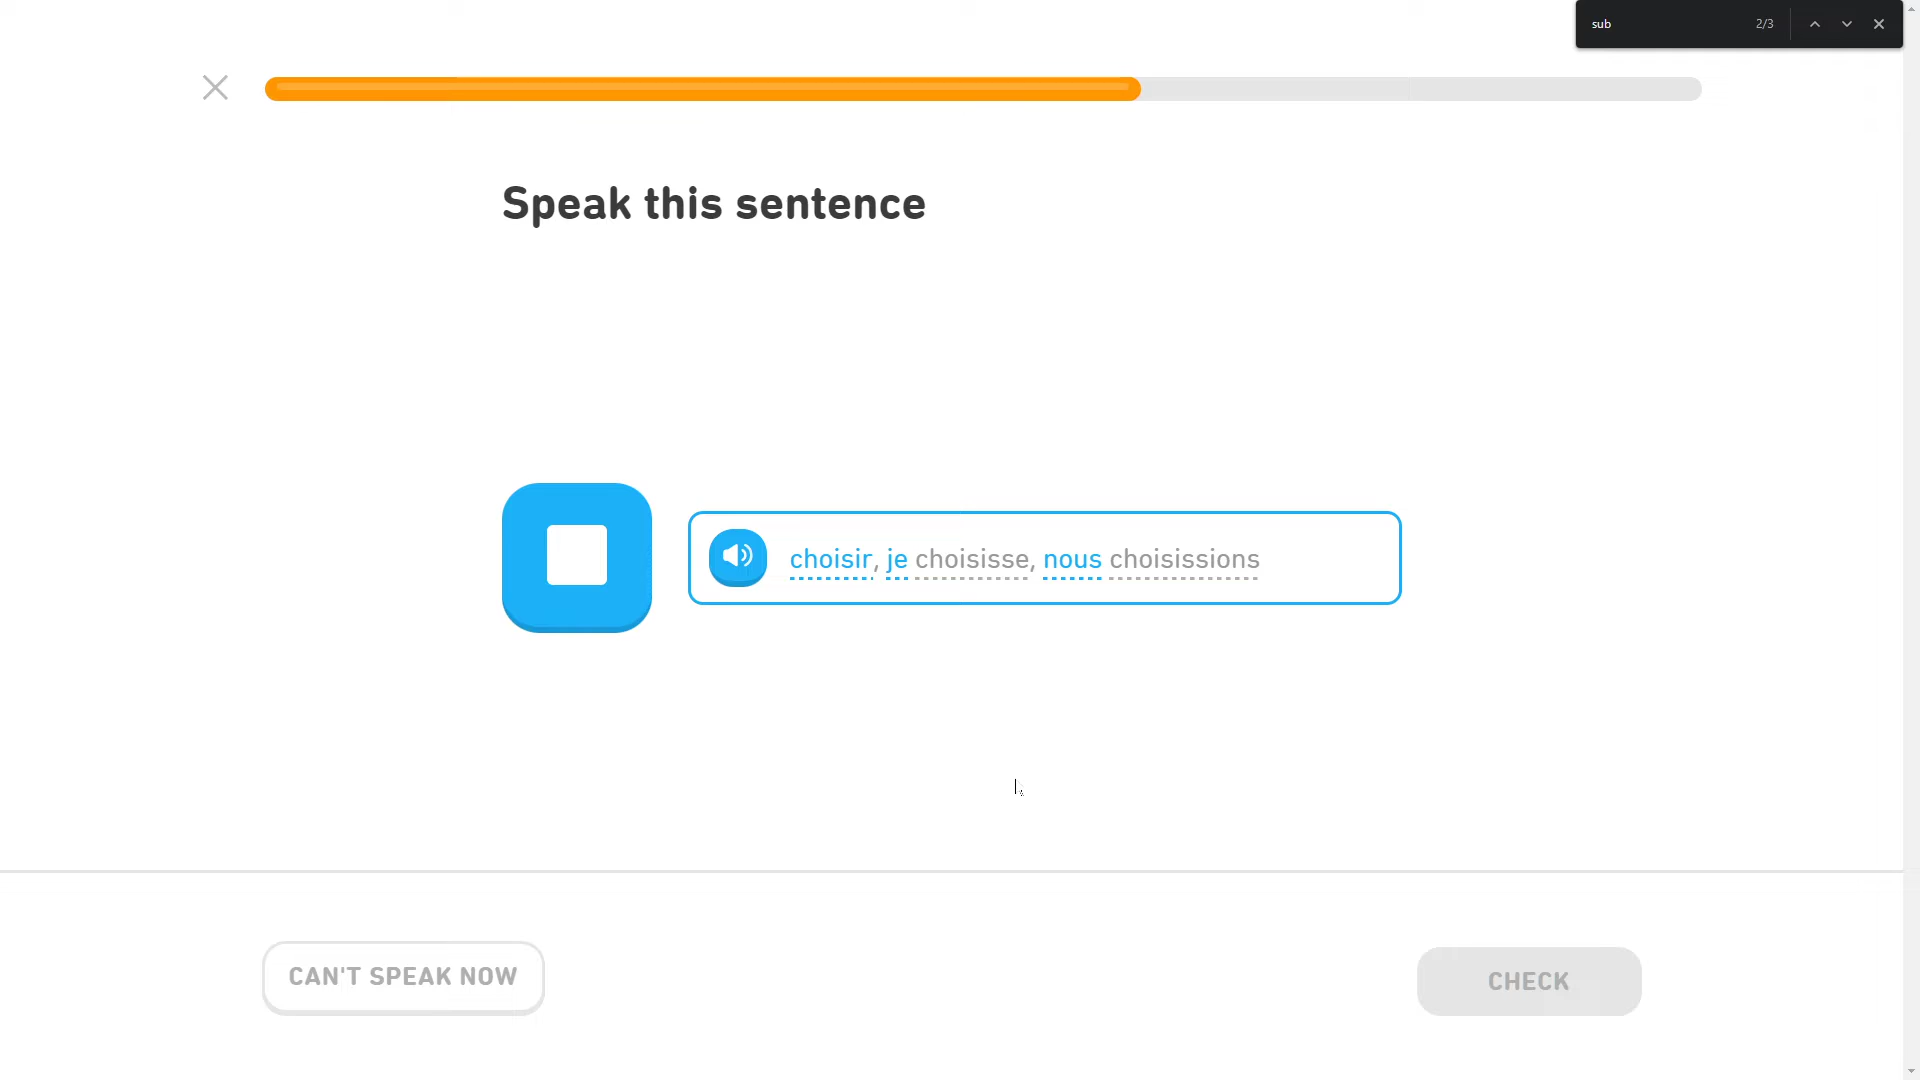 sub 2/3
Speak this sentence
choisir, je choisisse, nous choisissions
CAN'T SPEAK NOW
CHECK